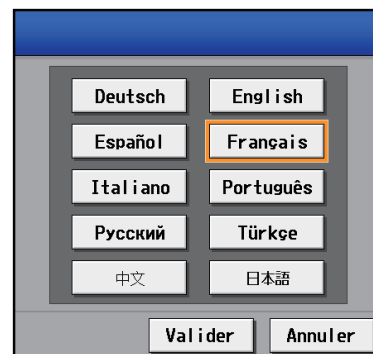 Deutsch English
Español Français
Italiano Português
Русский Türkçe
中文 日本語
Valider Annuler